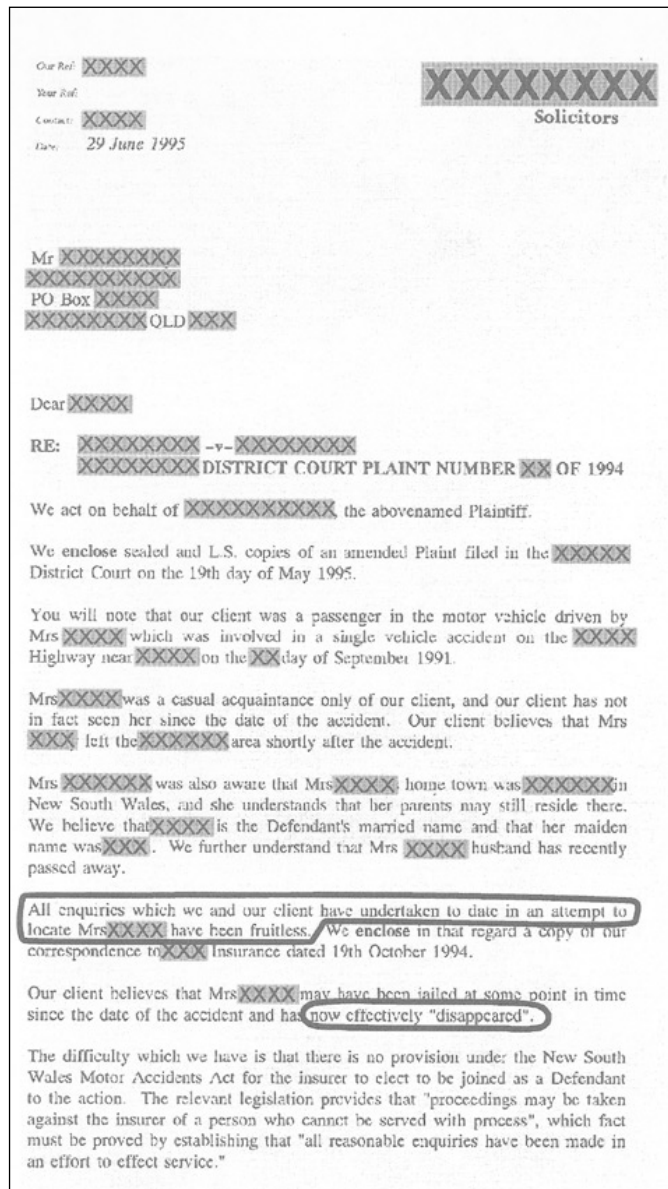 Our Ref: XXXX
Your Ref:
Contact: XXXX
Date: 29 June 1995
XXXXXXXX
Solicitors
Mr XXXXXXXX
XXXXXXXXXX
PO Box XXXX
XXXXXXXX QLD XXX
Dear XXXX
RE: XXXXXXXX -v- XXXXXXXX
XXXXXXXX DISTRICT COURT PLAINT NUMBER XX OF 1994
We act on behalf of XXXXXXXXXX, the abovenamed Plaintiff.
We enclose sealed and L.S. copies of an amended Plaint filed in the XXXXX
District Court on the 19th day of May 1995.
You will note that our client was a passenger in the motor vehicle driven by
Mrs XXXX which was involved in a single vehicle accident on the XXXX
Highway near XXXX on the XX day of September 1991.
Mrs XXXX was a casual acquaintance only of our client, and our client has not
in fact seen her since the date of the accident. Our client believes that Mrs
XXX left the XXXXXX area shortly after the accident.
Mrs XXXXXX was also aware that Mrs XXXX home town was XXXXXX in
New South Wales, and she understands that her parents may still reside there.
We believe that XXXX is the Defendant's married name and that her maiden
name was XXX. We further understand that Mrs XXXX husband has recently
passed away.
All enquiries which we and our client have undertaken to date in an attempt to
locate Mrs XXXX have been fruitless. We enclose in that regard a copy of our
correspondence to XXX Insurance dated 19th October 1994.
Our client believes that Mrs XXXX may have been jailed at some point in time
since the date of the accident and has now effectively "disappeared".
The difficulty which we have is that there is no provision under the New South
Wales Motor Accidents Act for the insurer to elect to be joined as a Defendant
to the action. The relevant legislation provides that "proceedings may be taken
against the insurer of a person who cannot be served with process", which fact
must be proved by establishing that "all reasonable enquiries have been made in
an effort to effect service."